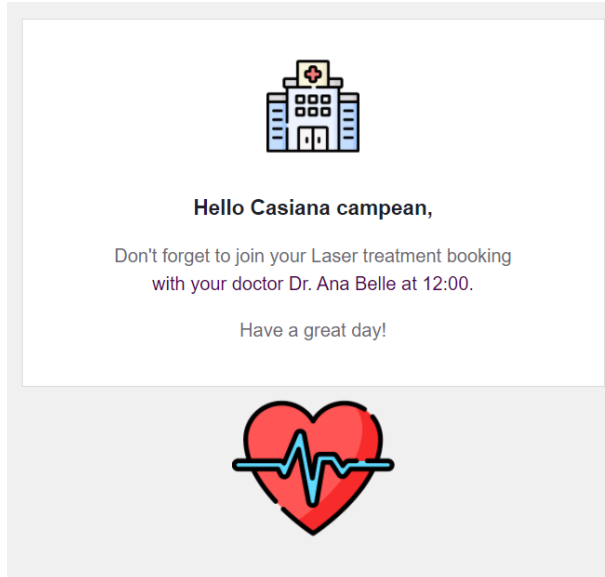 Hello Casiana campean,
Don't forget to join your Laser treatment booking
with your doctor Dr. Ana Belle at 12:00.
Have a great day!